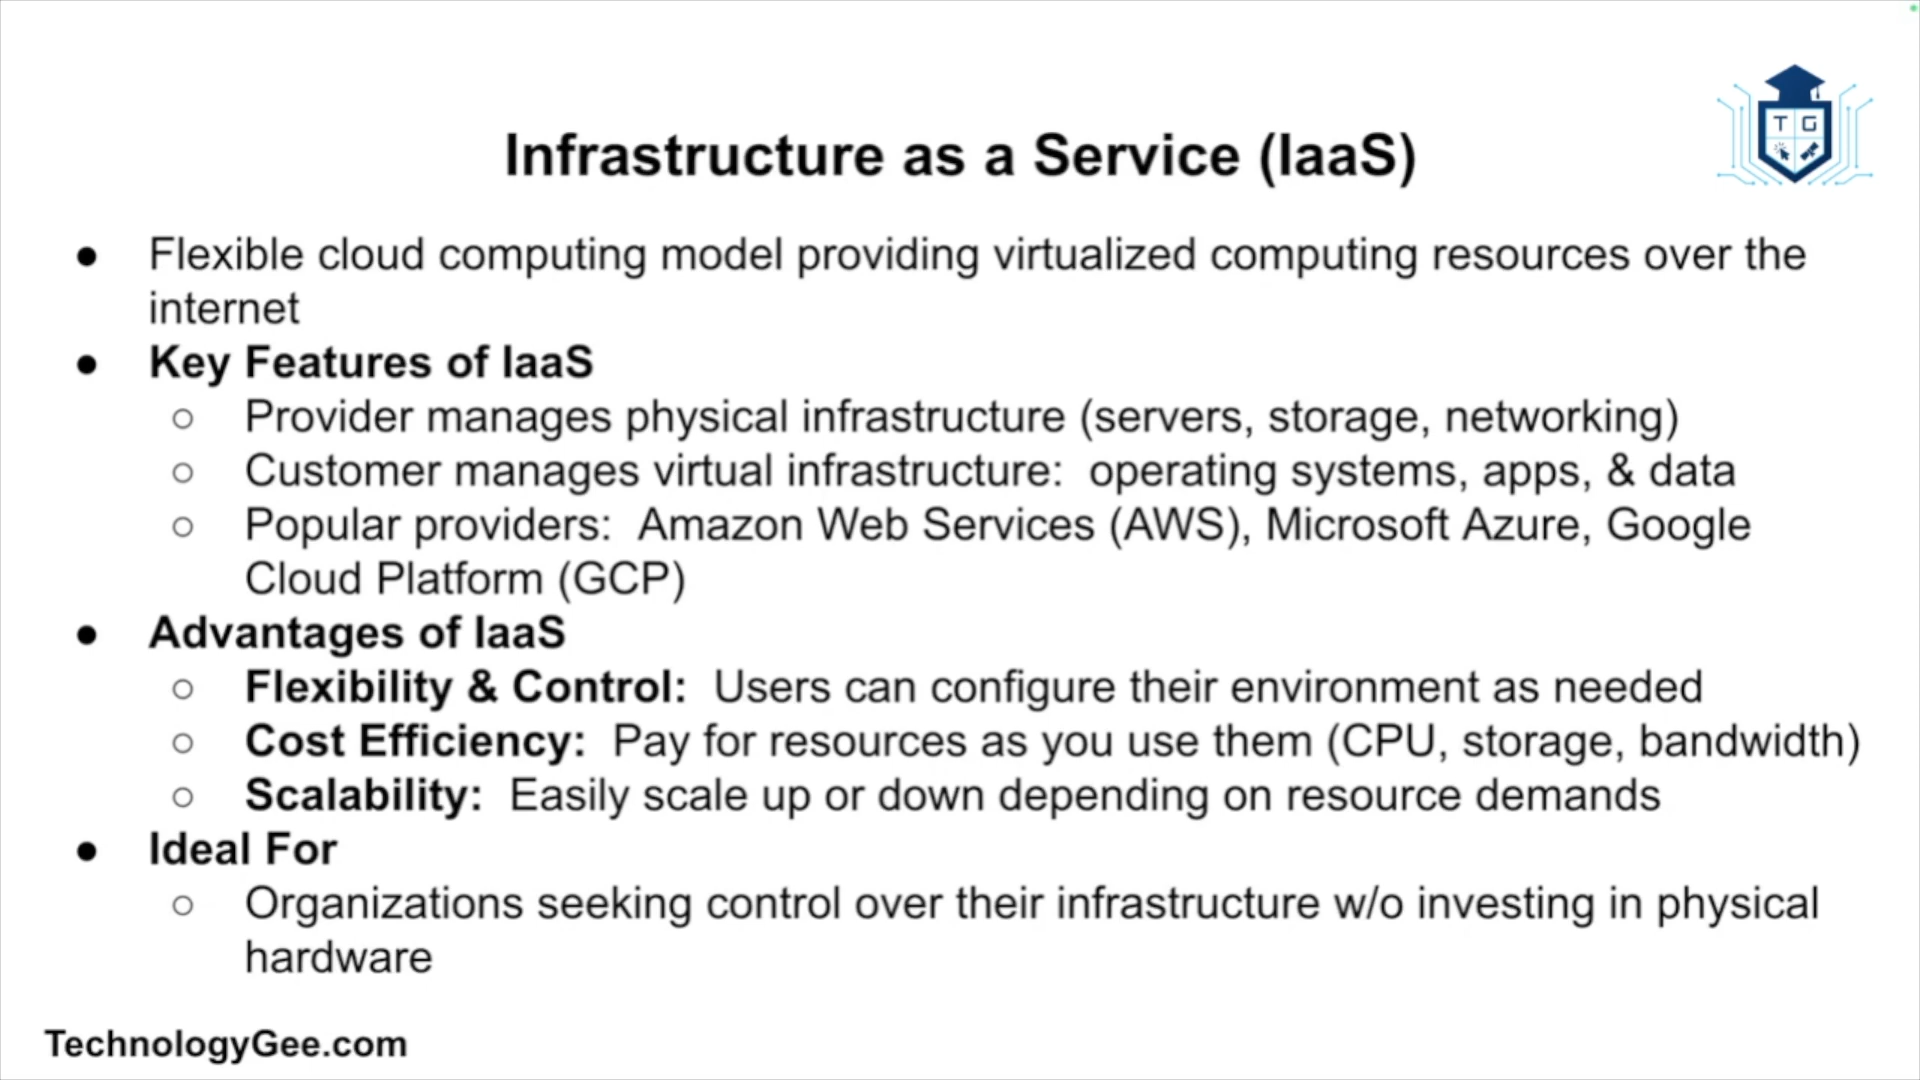 T G
Infrastructure as a Service (IaaS)
● Flexible cloud computing model providing virtualized computing resources over the
internet
● Key Features of IaaS
○ Provider manages physical infrastructure (servers, storage, networking)
○ Customer manages virtual infrastructure:  operating systems, apps, & data
○ Popular providers:  Amazon Web Services (AWS), Microsoft Azure, Google
Cloud Platform (GCP)
● Advantages of IaaS
○ Flexibility & Control:  Users can configure their environment as needed
○ Cost Efficiency:  Pay for resources as you use them (CPU, storage, bandwidth)
○ Scalability:  Easily scale up or down depending on resource demands
● Ideal For
○ Organizations seeking control over their infrastructure w/o investing in physical
hardware
TechnologyGee.com